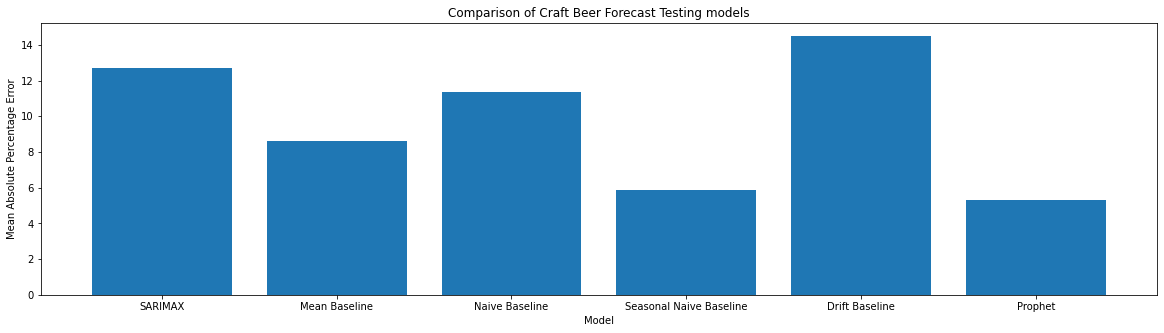 Comparison of Craft Beer Forecast Testing models
Mean Absolute Percentage Error
14
12
10
8
6
4
2
0
SARIMAX
Mean Baseline
Naive Baseline
Seasonal Naive Baseline
Drift Baseline
Prophet
Model